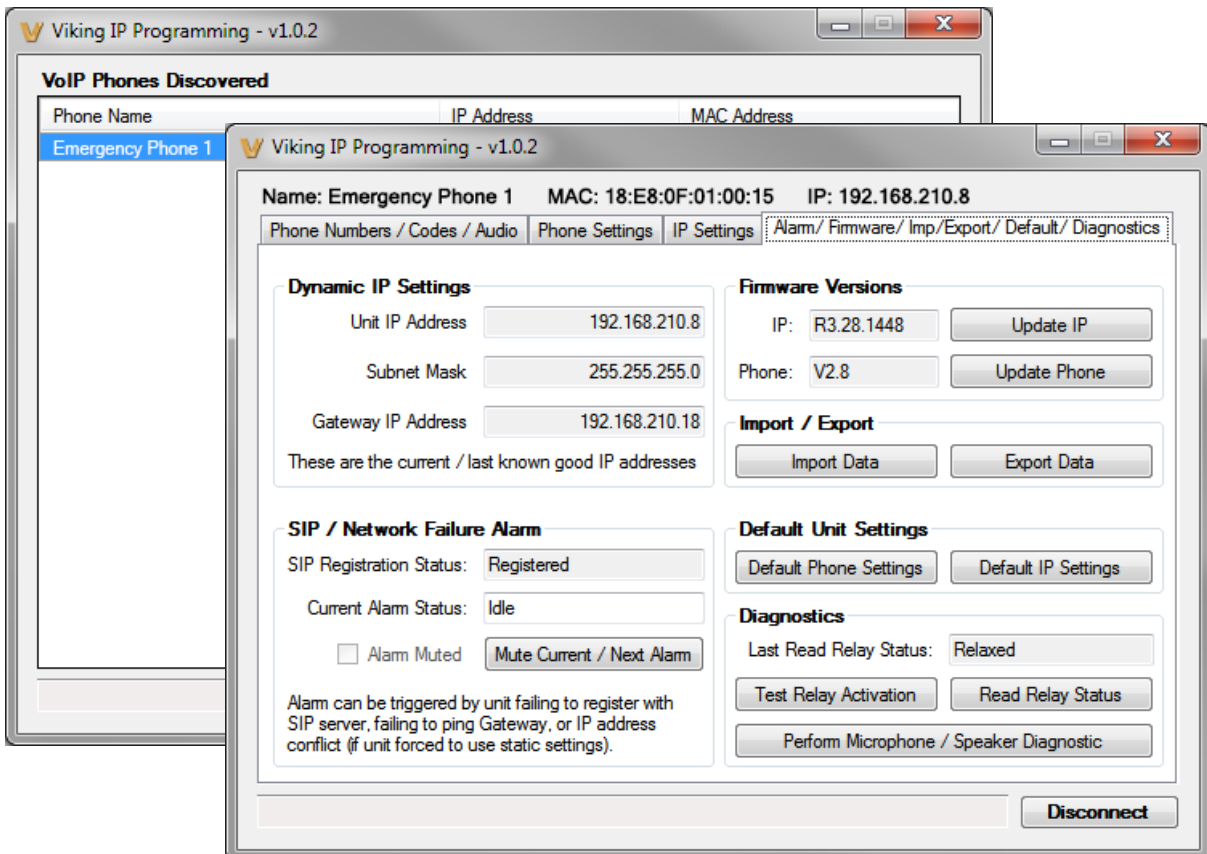 Viking IP Programming - v1.0.2
VoIP Phones Discovered
Phone Name IP Address MAC Address
Emergency Phone 1
Viking IP Programming - v1.0.2
Name: Emergency Phone 1 MAC: 18:E8:0F:01:00:15 IP: 192.168.210.8
Phone Numbers / Codes / Audio Phone Settings IP Settings Alarm/ Firmware/ Imp/Export/ Default/ Diagnostics
Dynamic IP Settings
Unit IP Address 192.168.210.8
Subnet Mask 255.255.255.0
Gateway IP Address 192.168.210.18
These are the current / last known good IP addresses
Firmware Versions
IP: R3.28.1448 Update IP
Phone: V2.8 Update Phone
Import / Export
Import Data Export Data
SIP / Network Failure Alarm
SIP Registration Status: Registered
Current Alarm Status: Idle
Alarm Muted Mute Current / Next Alarm
Alarm can be triggered by unit failing to register with
SIP server, failing to ping Gateway, or IP address
conflict (if unit forced to use static settings).
Default Unit Settings
Default Phone Settings Default IP Settings
Diagnostics
Last Read Relay Status: Relaxed
Test Relay Activation Read Relay Status
Perform Microphone / Speaker Diagnostic
Disconnect